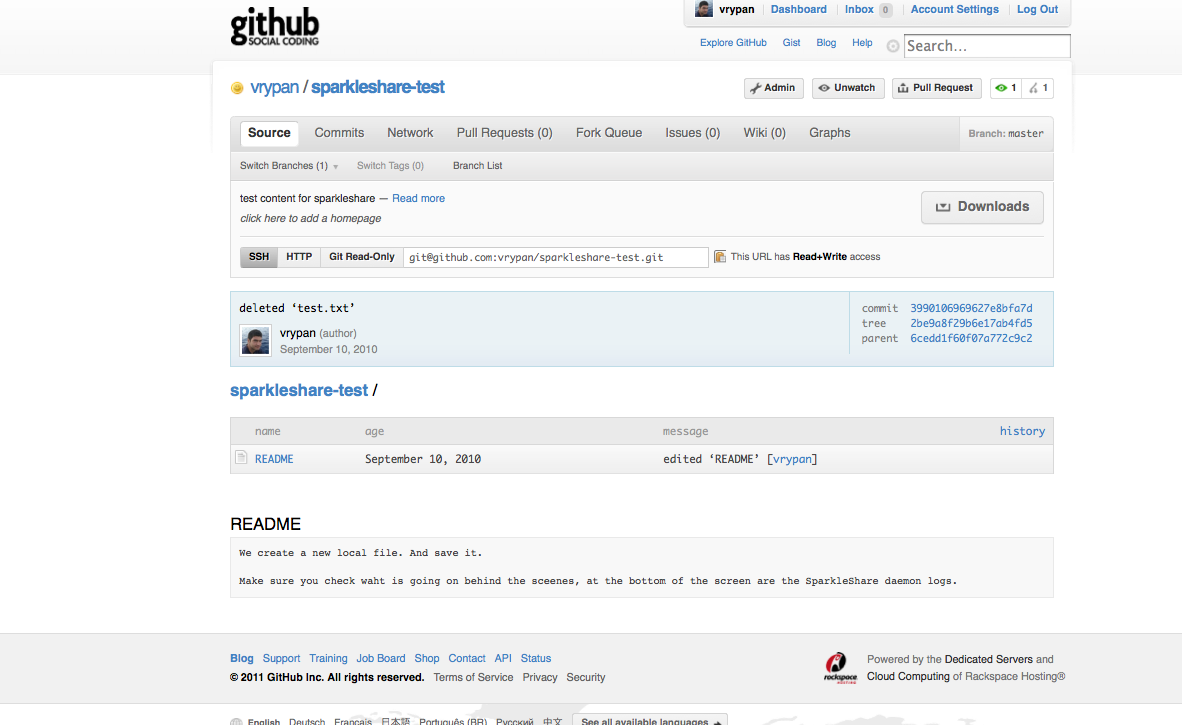 github
SOCIAL CODING
vrypan Dashboard Inbox 0 Account Settings Log Out
Explore GitHub Gist Blog Help Search...
vrypan / sparkleshare-test
Admin Unwatch Pull Request 1 1
Source Commits Network Pull Requests (0) Fork Queue Issues (0) Wiki (0) Graphs Branch: master
Switch Branches (1) Switch Tags (0) Branch List
test content for sparkleshare — Read more
click here to add a homepage
Downloads
SSH HTTP Git Read-Only git@github.com:vrypan/sparkleshare-test.git This URL has Read+Write access
deleted ‘test.txt’
vrypan (author)
September 10, 2010
commit 3990106969627e8bfa7d
tree 2be9a8f29b6e17ab4fd5
parent 6cedd1f60f07a772c9c2
sparkleshare-test /
name age message history
README September 10, 2010 edited ‘README’ [vrypan]
README
We create a new local file. And save it.
Make sure you check waht is going on behind the sceenes, at the bottom of the screen are the SparkleShare daemon logs.
Blog Support Training Job Board Shop Contact API Status
© 2011 GitHub Inc. All rights reserved. Terms of Service Privacy Security
rackspace
HOSTING
Powered by the Dedicated Servers and
Cloud Computing of Rackspace Hosting®
English Deutsch Français 日本語 Português (BR) Русский 中文 See all available languages